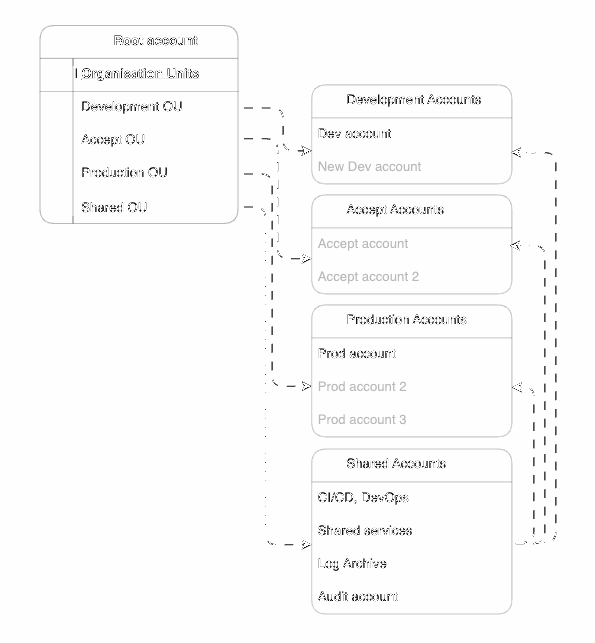 Root account
Organisation Units
Development OU
Accept OU
Production OU
Shared OU
Development Accounts
Dev account
New Dev account
Accept Accounts
Accept account
Accept account 2
Production Accounts
Prod account
Prod account 2
Prod account 3
Shared Accounts
CI/CD, DevOps
Shared services
Log Archive
Audit account